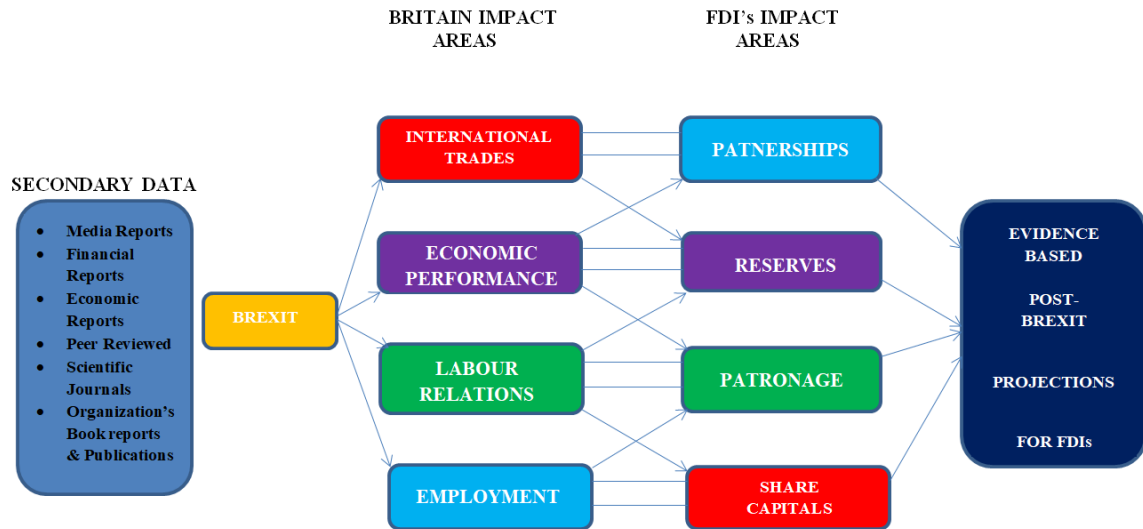 BRITAIN IMPACT
AREAS
FDI's IMPACT
AREAS
SECONDARY DATA
• Media Reports
• Financial
Reports
• Economic
Reports
• Peer Reviewed
• Scientific
Journals
• Organization's
Book reports
& Publications
BREXIT
INTERNATIONAL
TRADES
ECONOMIC
PERFORMANCE
LABOUR
RELATIONS
EMPLOYMENT
PATNERSHIPS
RESERVES
PATRONAGE
SHARE
CAPITALS
EVIDENCE
BASED
POST-
BREXIT
PROJECTIONS
FOR FDIs